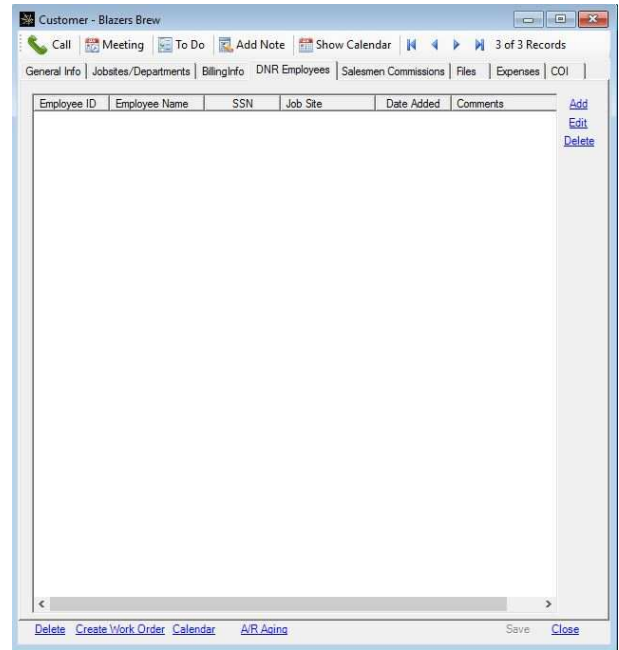 Customer - Blazers Brew
Call Meeting To Do Add Note Show Calendar 3 of 3 Records
General Info Jobsites/Departments BillingInfo DNR Employees Salesmen Commissions Files Expenses COI
Employee ID Employee Name SSN Job Site Date Added Comments Add
Edit
Delete
Delete Create Work Order Calendar A/R Aging Save Close